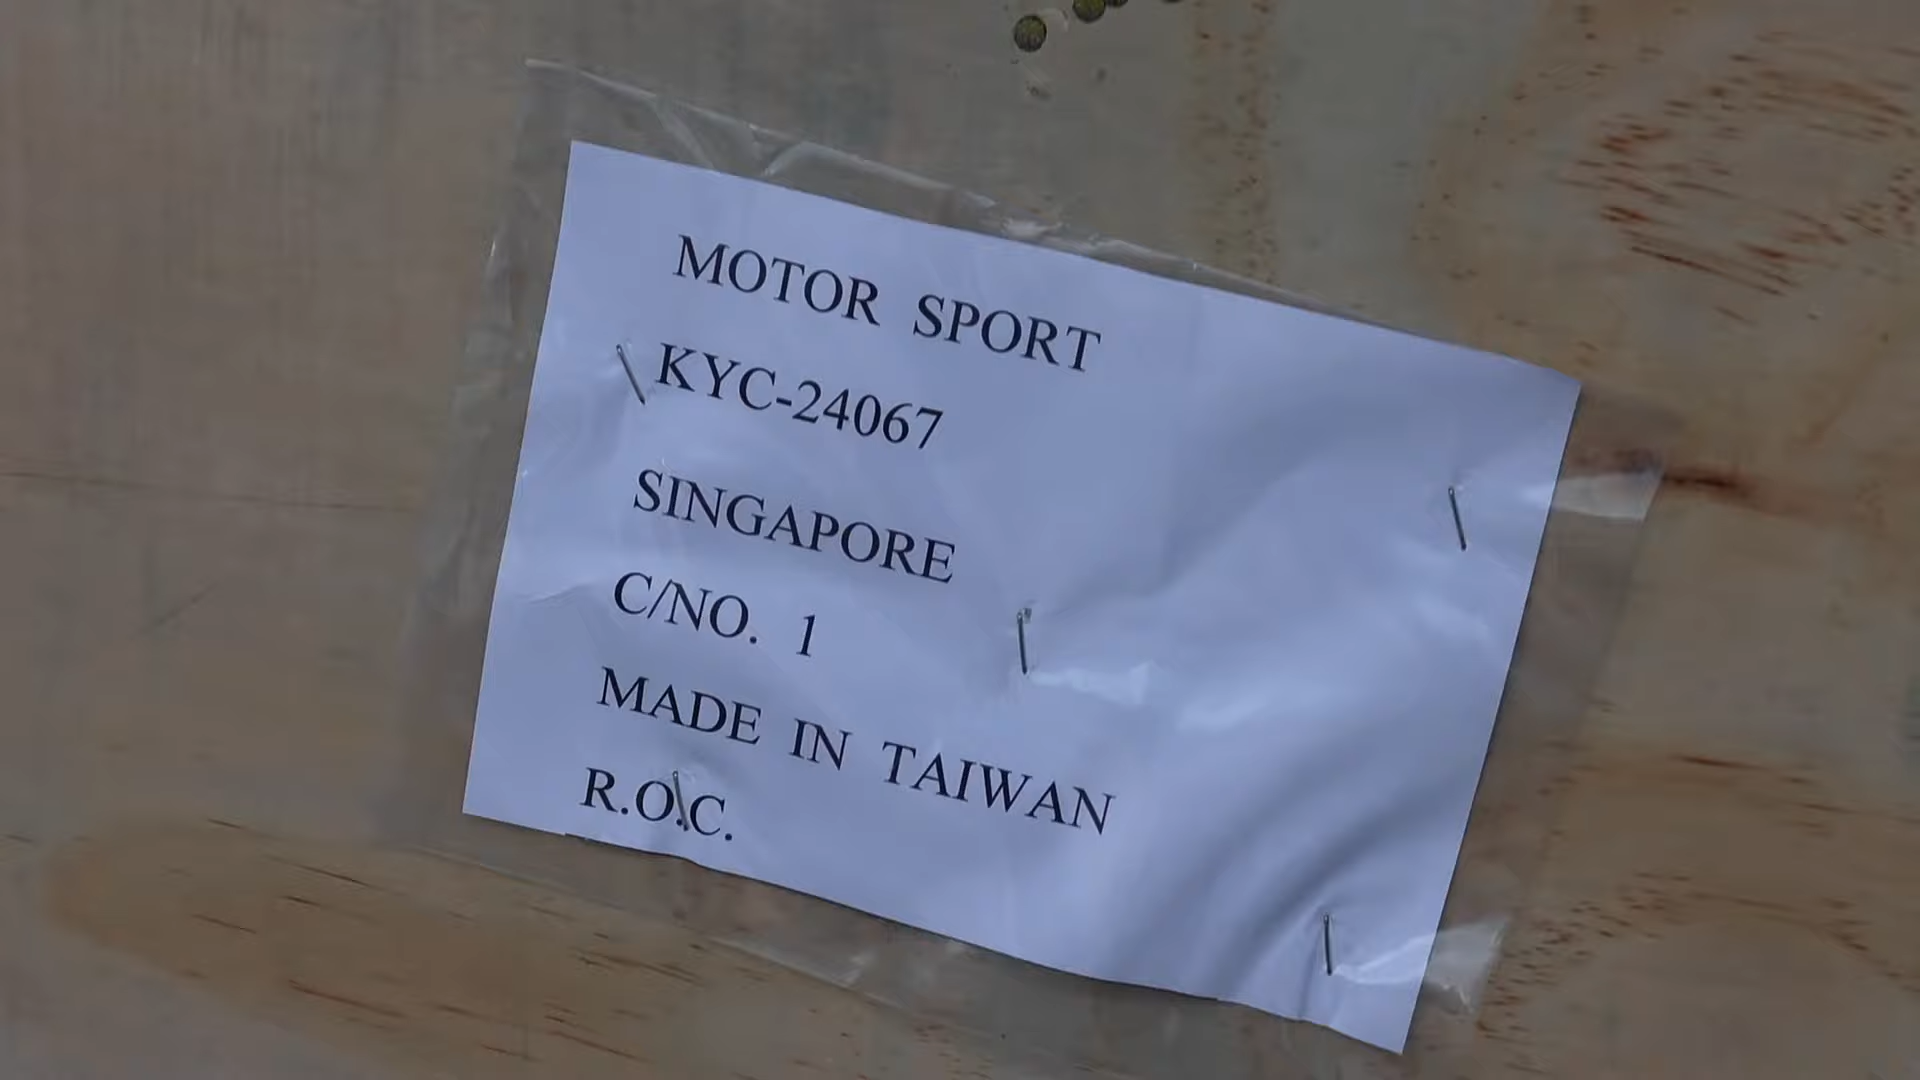 MOTOR SPORT
KYC-24067
SINGAPORE
C/NO. 1
MADE IN TAIWAN
R.O.C.